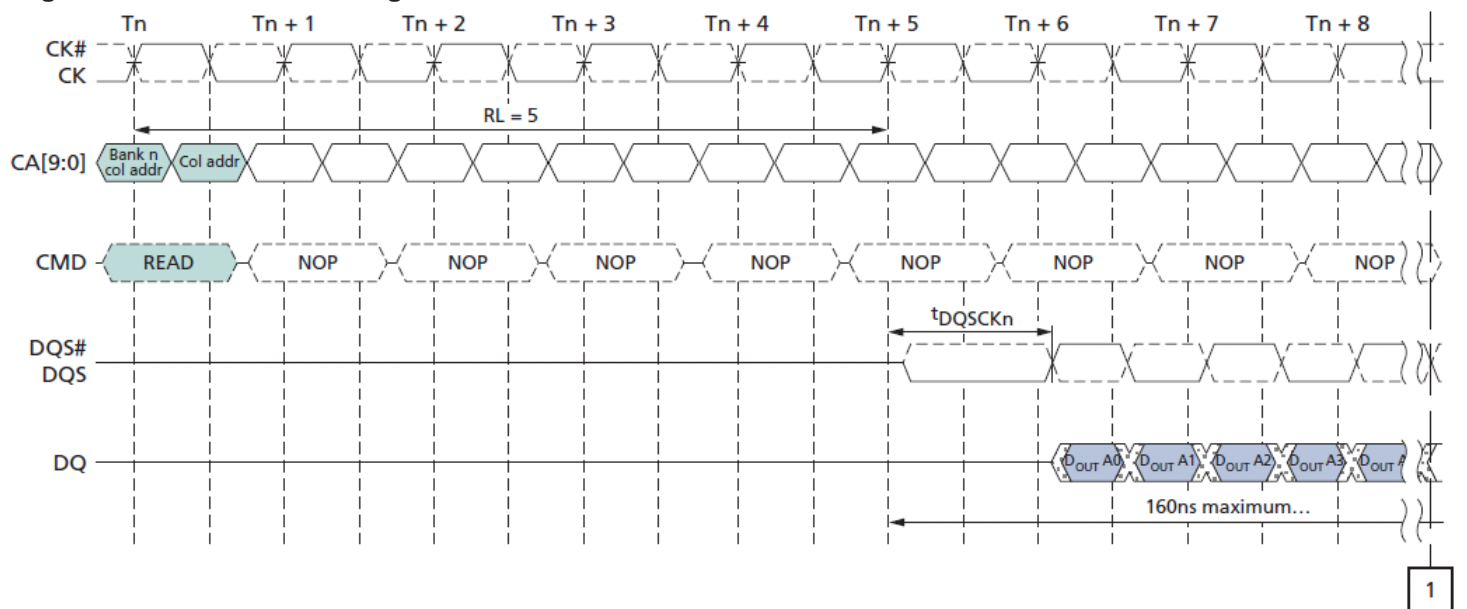 Tn Tn + 1 Tn + 2 Tn + 3 Tn + 4 Tn + 5 Tn + 6 Tn + 7 Tn + 8
CK#
CK
RL = 5
CA[9:0] Bank n col addr Col addr
CMD READ NOP NOP NOP NOP NOP NOP NOP NOP
tDQSCKn
DQS#
DQS
DQ DOUT A0 DOUT A1 DOUT A2 DOUT A3 DOUT
160ns maximum...
1